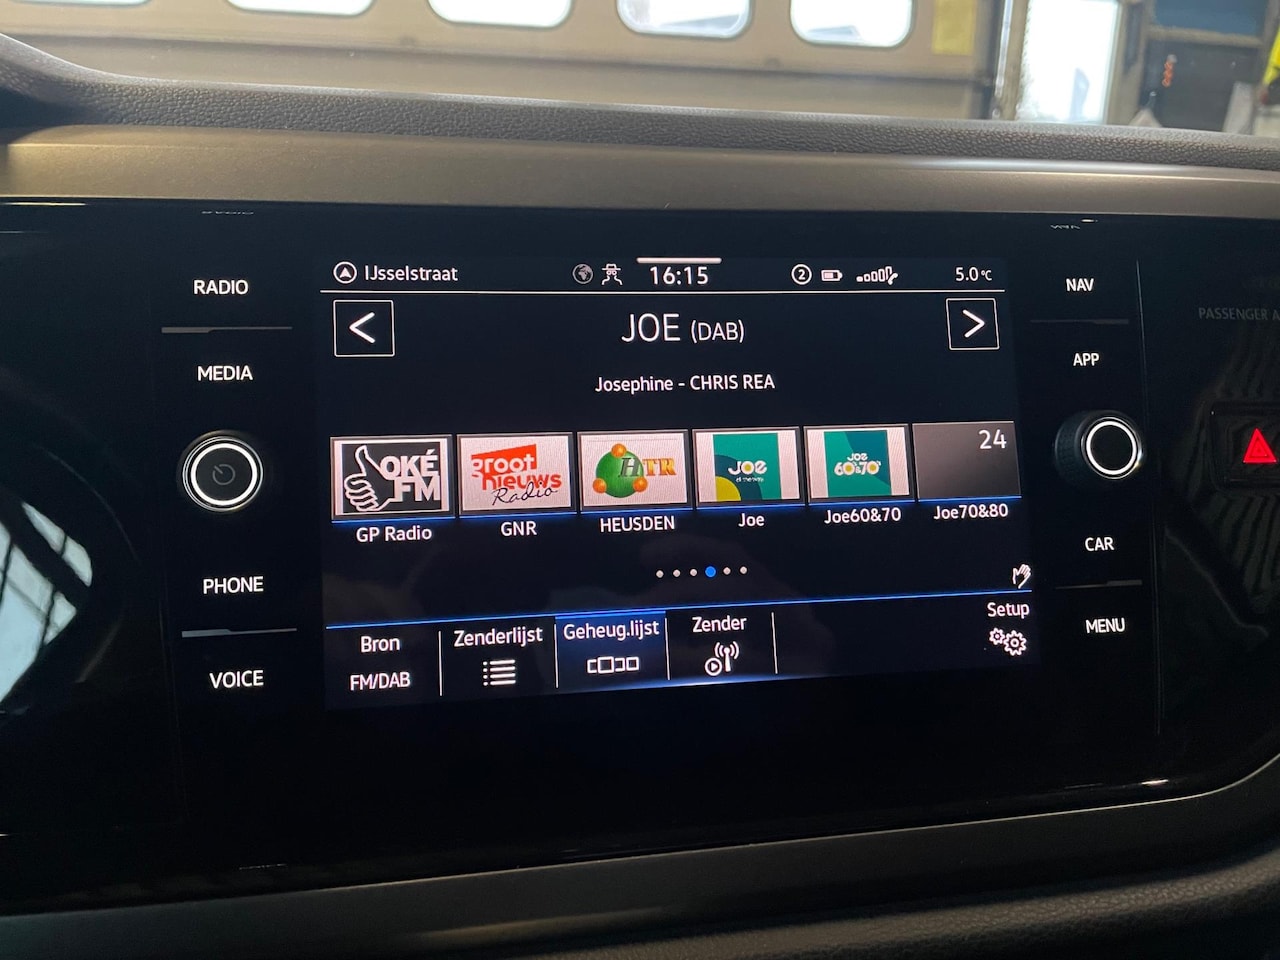 RADIO
MEDIA
PHONE
VOICE
IJsselstraat
16:15
2
5.0 °C
<
JOE (DAB)
>
Josephine - CHRIS REA
OKÉ
FM
groot
nieuws
Radio
HTR
JOE
JOE
60&70's
24
GP Radio
GNR
HEUSDEN
Joe
Joe60&70
Joe70&80
Bron
FM/DAB
Zenderlijst
Geheug.lijst
Zender
Setup
NAV
APP
CAR
MENU
PASSENGER A